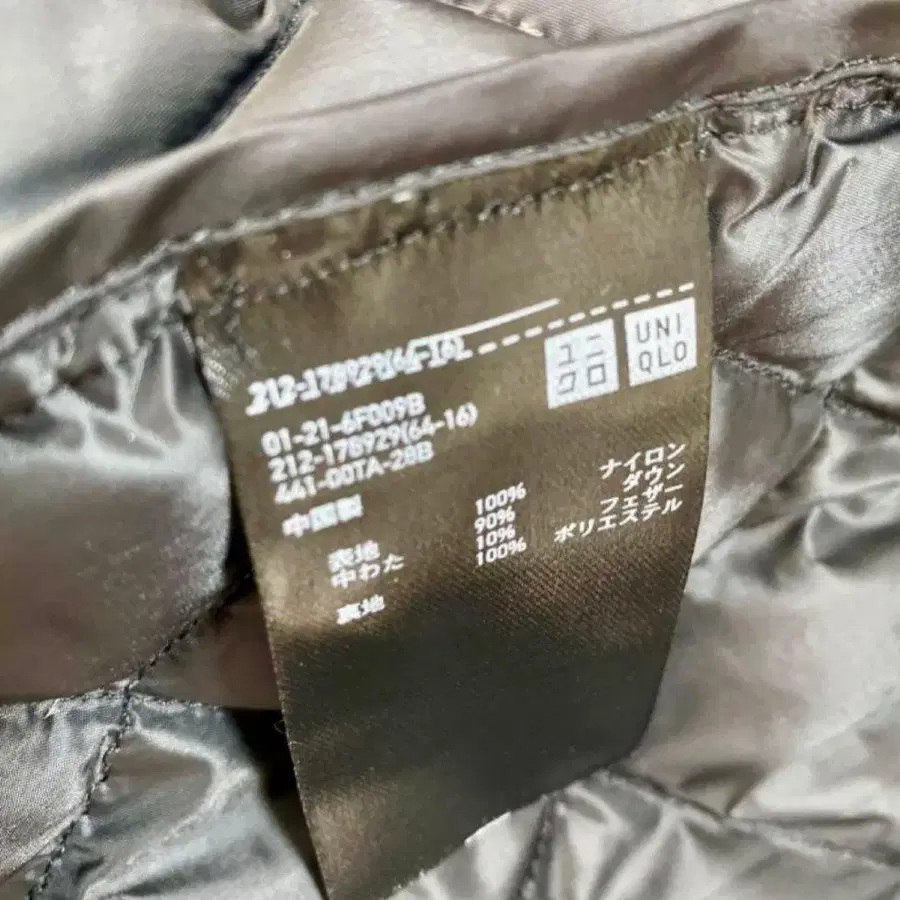 212-178929(64-16)
ユニ
クロ
UNI
QLO
01-21-6F009B
212-178929(64-16)
441-00TA-28B
中国製
表地 100% ナイロン
中わた 90% ダウン
10% フェザー
裏地 100% ポリエステル